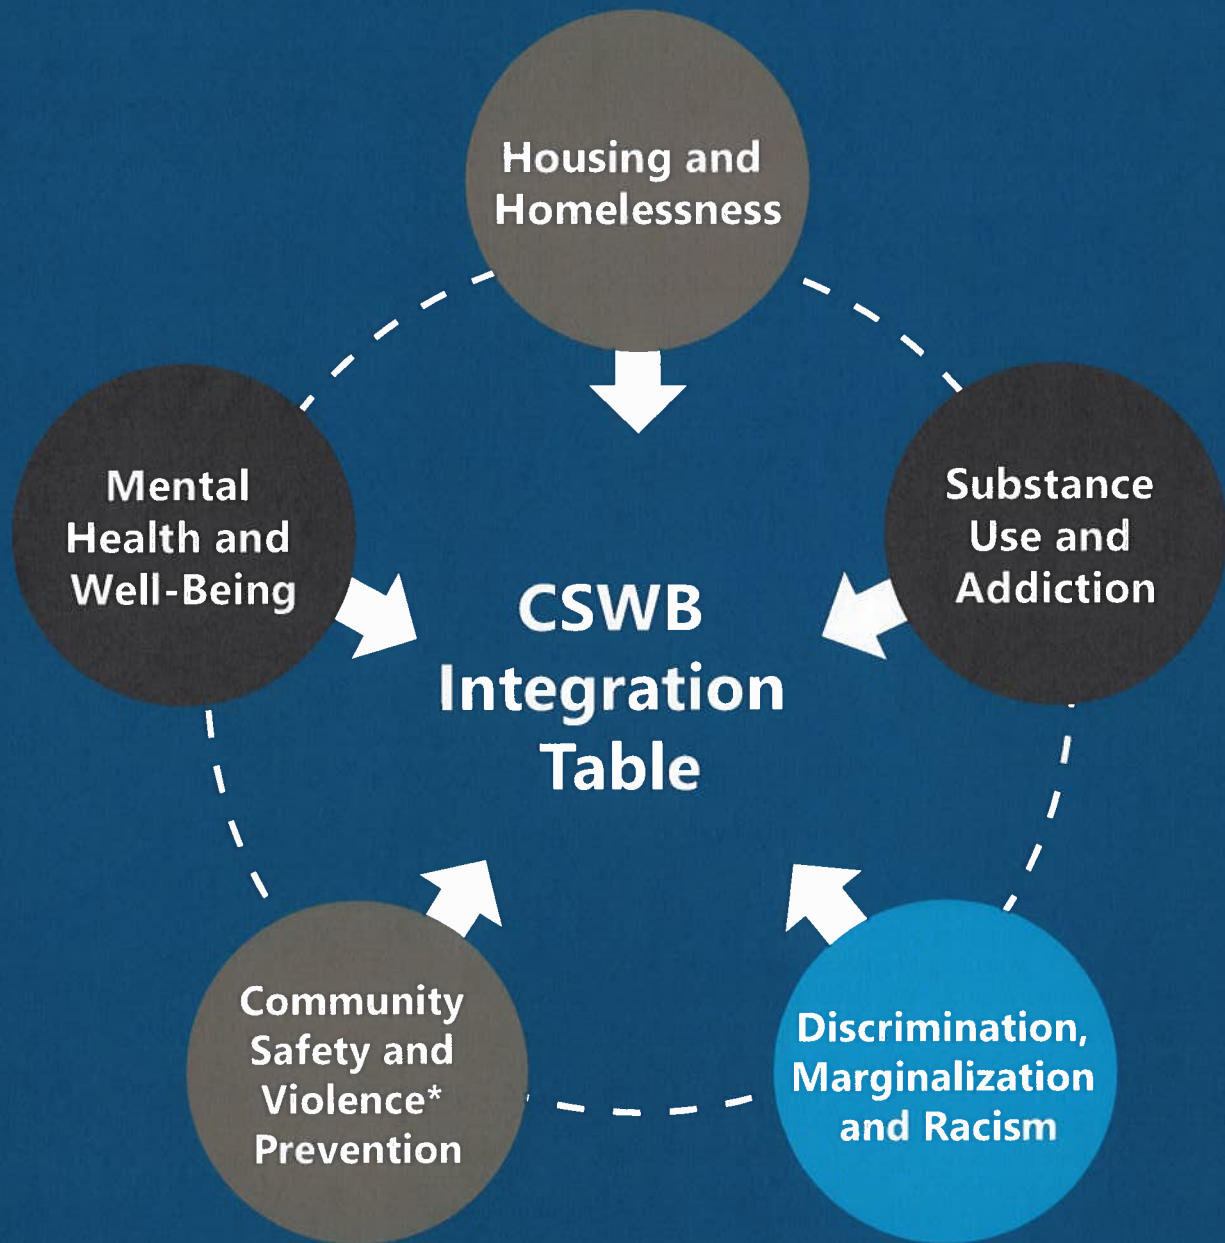 Housing and
Homelessness
Mental
Health and
Well-Being
Substance
Use and
Addiction
CSWB
Integration
Table
Community
Safety and
Violence*
Prevention
Discrimination,
Marginalization
and Racism